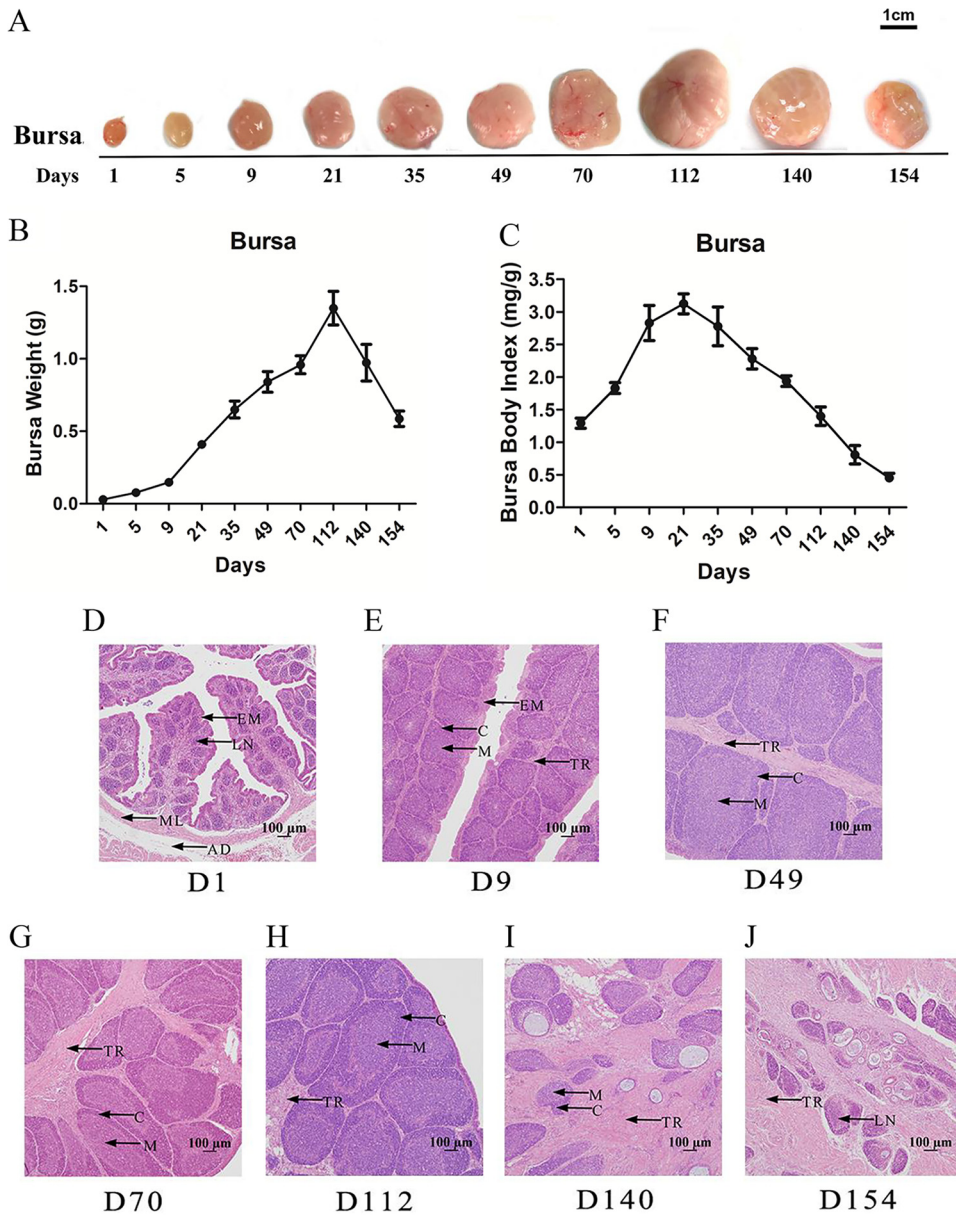 A
1cm
Bursa
Days 1 5 9 21 35 49 70 112 140 154
B
Bursa
Bursa Weight (g)
1.5
1.0
0.5
0.0
1 5 9 21 35 49 70 112 140 154
Days
C
Bursa
Bursa Body Index (mg/g)
3.5
3.0
2.5
2.0
1.5
1.0
0.5
0.0
1 5 9 21 35 49 70 112 140 154
Days
D
EM
LN
ML
AD
100 μm
D1
E
EM
C
M
TR
100 μm
D9
F
TR
C
M
100 μm
D49
G
TR
C
M
100 μm
D70
H
C
M
TR
100 μm
D112
I
M
C
TR
100 μm
D140
J
TR
LN
100 μm
D154